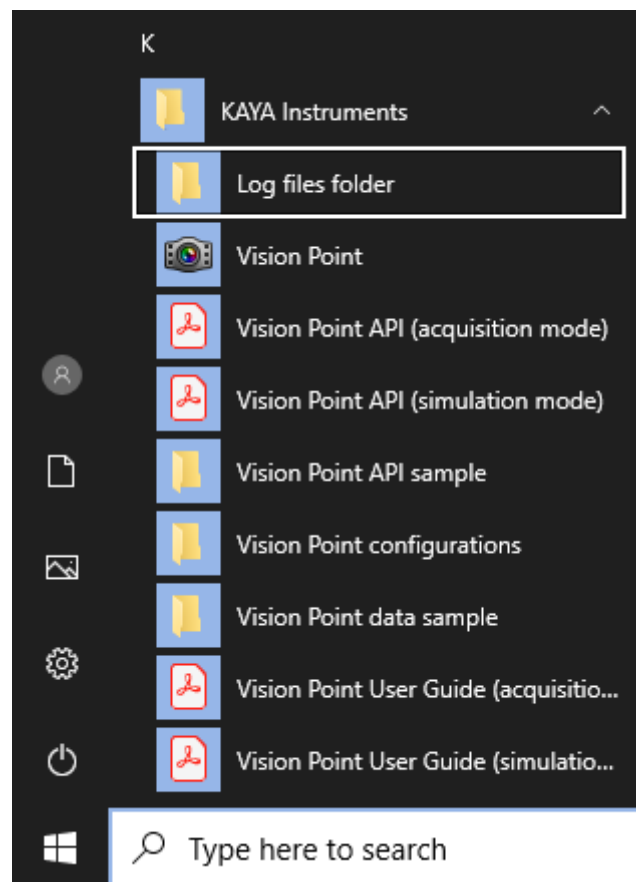 K
KAYA Instruments
Log files folder
Vision Point
Vision Point API (acquisition mode)
Vision Point API (simulation mode)
Vision Point API sample
Vision Point configurations
Vision Point data sample
Vision Point User Guide (acquisitio...
Vision Point User Guide (simulatio...
Type here to search